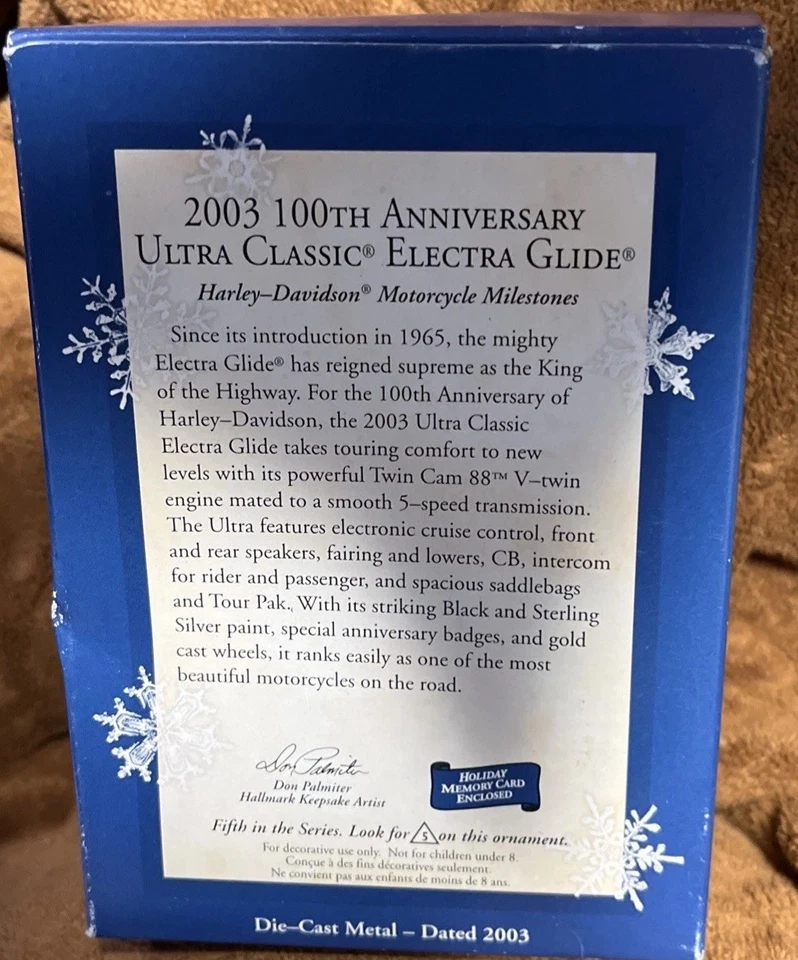 2003 100TH ANNIVERSARY
ULTRA CLASSIC® ELECTRA GLIDE®
Harley–Davidson® Motorcycle Milestones
Since its introduction in 1965, the mighty
Electra Glide® has reigned supreme as the King
of the Highway. For the 100th Anniversary of
Harley–Davidson, the 2003 Ultra Classic
Electra Glide takes touring comfort to new
levels with its powerful Twin Cam 88™ V–twin
engine mated to a smooth 5–speed transmission.
The Ultra features electronic cruise control, front
and rear speakers, fairing and lowers, CB, intercom
for rider and passenger, and spacious saddlebags
and Tour Pak. With its striking Black and Sterling
Silver paint, special anniversary badges, and gold
cast wheels, it ranks easily as one of the most
beautiful motorcycles on the road.
Don Palmiter
Don Palmiter
Hallmark Keepsake Artist
HOLIDAY
MEMORY CARD
ENCLOSED
Fifth in the Series. Look for 5 on this ornament.
For decorative use only. Not for children under 8.
Conçue à des fins décoratives seulement.
Ne convient pas aux enfants de moins de 8 ans.
Die–Cast Metal – Dated 2003